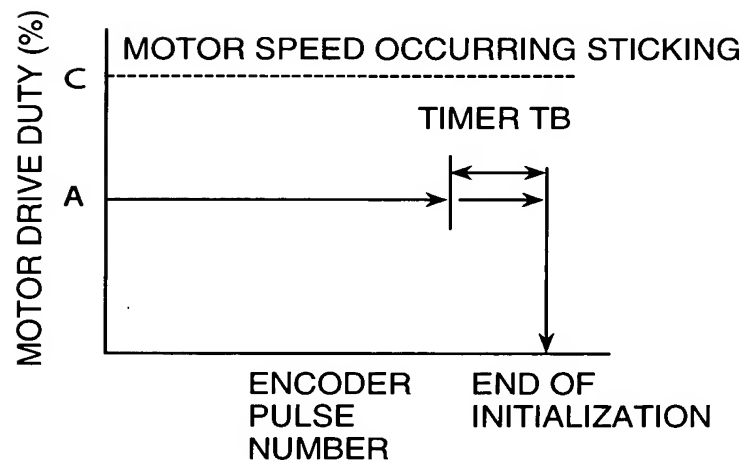 MOTOR SPEED OCCURRING STICKING
C
TIMER TB
A
MOTOR DRIVE DUTY (%)
ENCODER
PULSE
NUMBER
END OF
INITIALIZATION